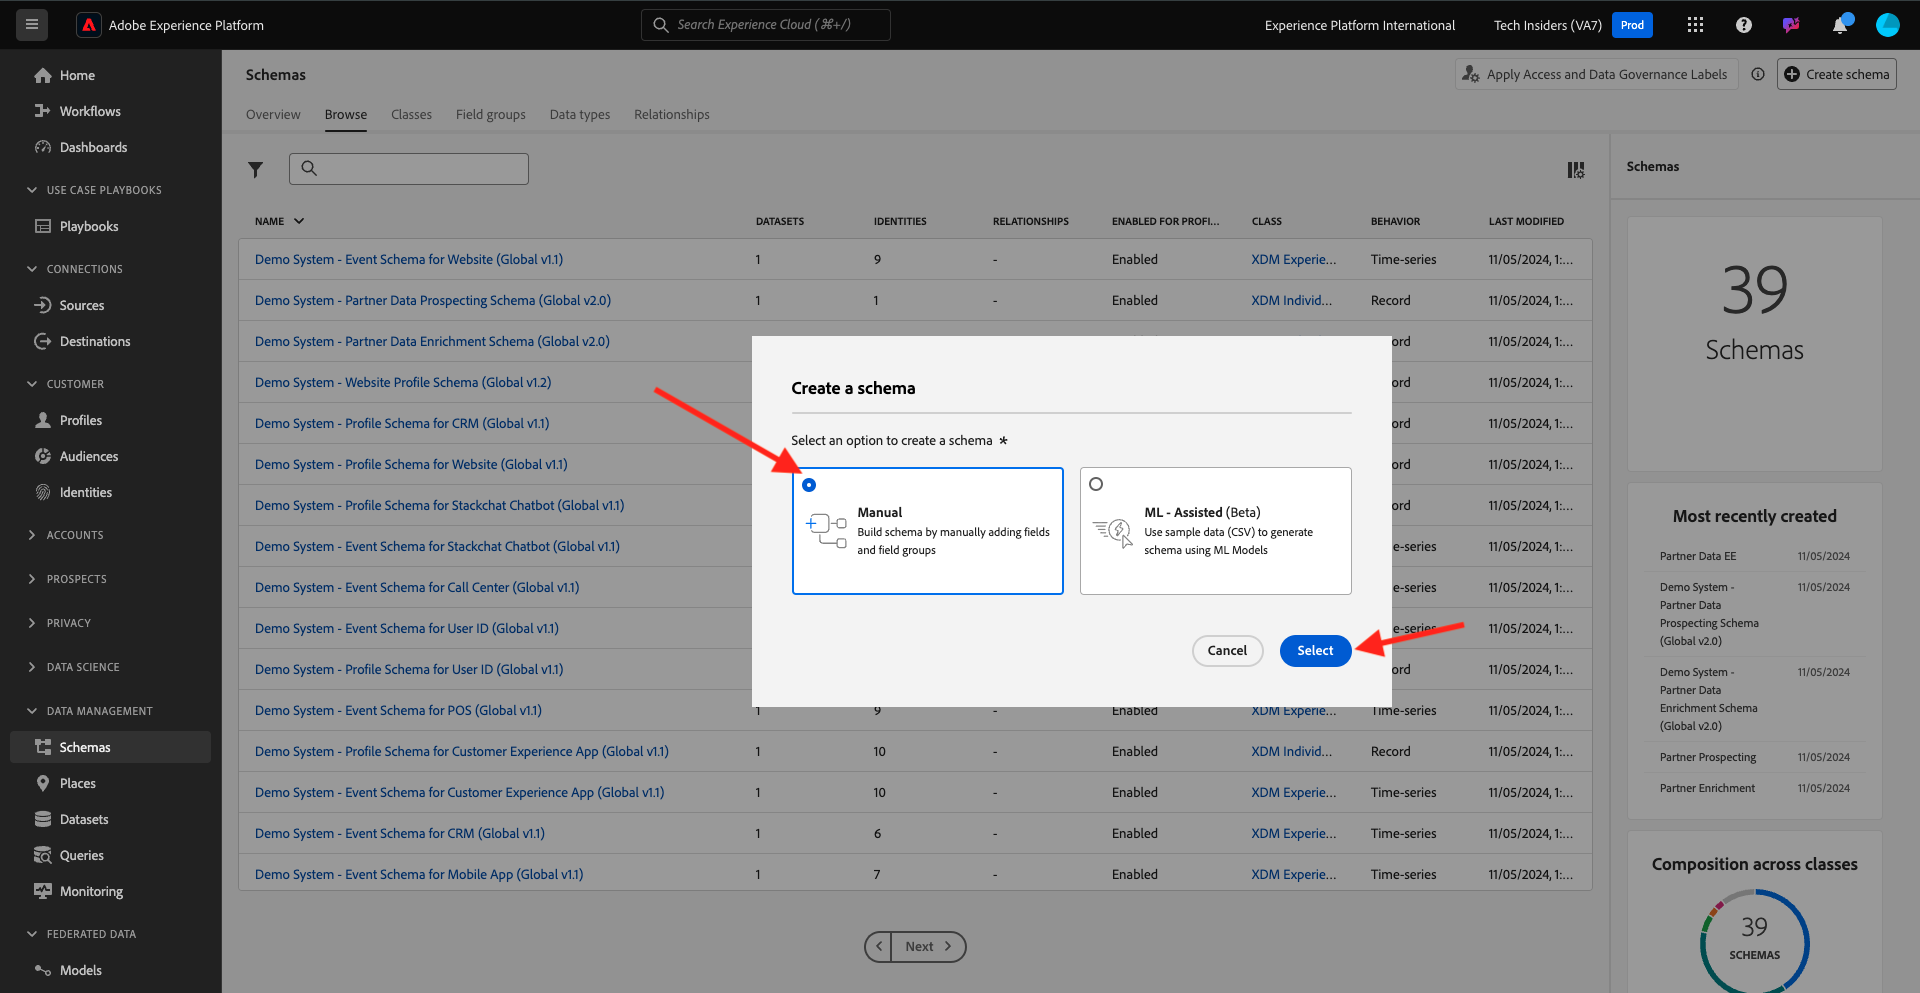 Adobe Experience Platform
Search Experience Cloud (⌘+/)
Experience Platform International
Tech Insiders (VA7)
Prod
Home
Workflows
Dashboards
USE CASE PLAYBOOKS
Playbooks
CONNECTIONS
Sources
Destinations
CUSTOMER
Profiles
Audiences
Identities
ACCOUNTS
PROSPECTS
PRIVACY
DATA SCIENCE
DATA MANAGEMENT
Schemas
Places
Datasets
Queries
Monitoring
FEDERATED DATA
Models
Schemas
Apply Access and Data Governance Labels
Create schema
Overview Browse Classes Field groups Data types Relationships
NAME DATASETS IDENTITIES RELATIONSHIPS ENABLED FOR PROFI... CLASS BEHAVIOR LAST MODIFIED
Demo System - Event Schema for Website (Global v1.1) 1 9 - Enabled XDM Experie... Time-series 11/05/2024, 1:...
Demo System - Partner Data Prospecting Schema (Global v2.0) 1 1 - Enabled XDM Individ... Record 11/05/2024, 1:...
Demo System - Partner Data Enrichment Schema (Global v2.0) ord 11/05/2024, 1:...
Demo System - Website Profile Schema (Global v1.2) ord 11/05/2024, 1:...
Demo System - Profile Schema for CRM (Global v1.1) ord 11/05/2024, 1:...
Demo System - Profile Schema for Website (Global v1.1) ord 11/05/2024, 1:...
Demo System - Profile Schema for Stackchat Chatbot (Global v1.1) ord 11/05/2024, 1:...
Demo System - Event Schema for Stackchat Chatbot (Global v1.1) e-series 11/05/2024, 1:...
Demo System - Event Schema for Call Center (Global v1.1) e-series 11/05/2024, 1:...
Demo System - Event Schema for User ID (Global v1.1) e-series 11/05/2024, 1:...
Demo System - Profile Schema for User ID (Global v1.1) ord 11/05/2024, 1:...
Demo System - Event Schema for POS (Global v1.1) 1 9 - Enabled XDM Experie... Time-series 11/05/2024, 1:...
Demo System - Profile Schema for Customer Experience App (Global v1.1) 1 10 - Enabled XDM Individ... Record 11/05/2024, 1:...
Demo System - Event Schema for Customer Experience App (Global v1.1) 1 10 - Enabled XDM Experie... Time-series 11/05/2024, 1:...
Demo System - Event Schema for CRM (Global v1.1) 1 6 - Enabled XDM Experie... Time-series 11/05/2024, 1:...
Demo System - Event Schema for Mobile App (Global v1.1) 1 7 - Enabled XDM Experie... Time-series 11/05/2024, 1:...
Next
Create a schema
Select an option to create a schema *
Manual
Build schema by manually adding fields
and field groups
ML - Assisted (Beta)
Use sample data (CSV) to generate
schema using ML Models
Cancel
Select
Schemas
39
Schemas
Most recently created
Partner Data EE 11/05/2024
Demo System - 11/05/2024
Partner Data
Prospecting Schema
(Global v2.0)
Demo System - 11/05/2024
Partner Data
Enrichment Schema
(Global v2.0)
Partner Prospecting 11/05/2024
Partner Enrichment 11/05/2024
Composition across classes
39
SCHEMAS